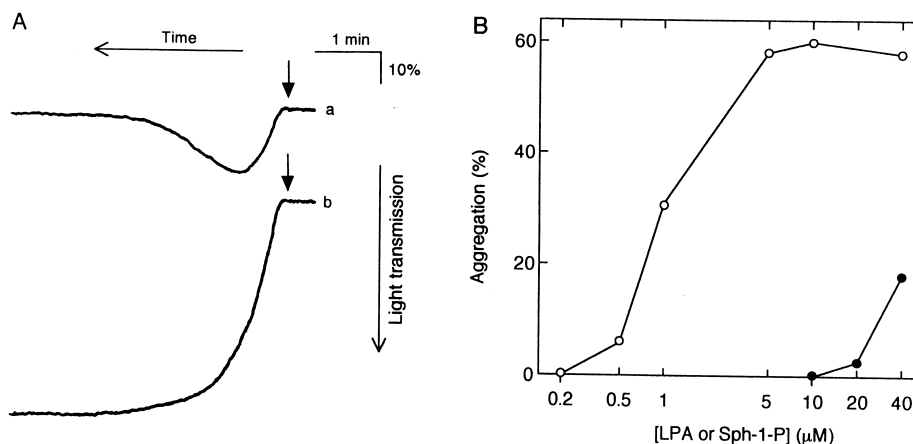 A
Time
1 min
10%
a
b
Light transmission
B
Aggregation (%)
60
40
20
0
0.2 0.5 1 5 10 20 40
[LPA or Sph-1-P] (μM)